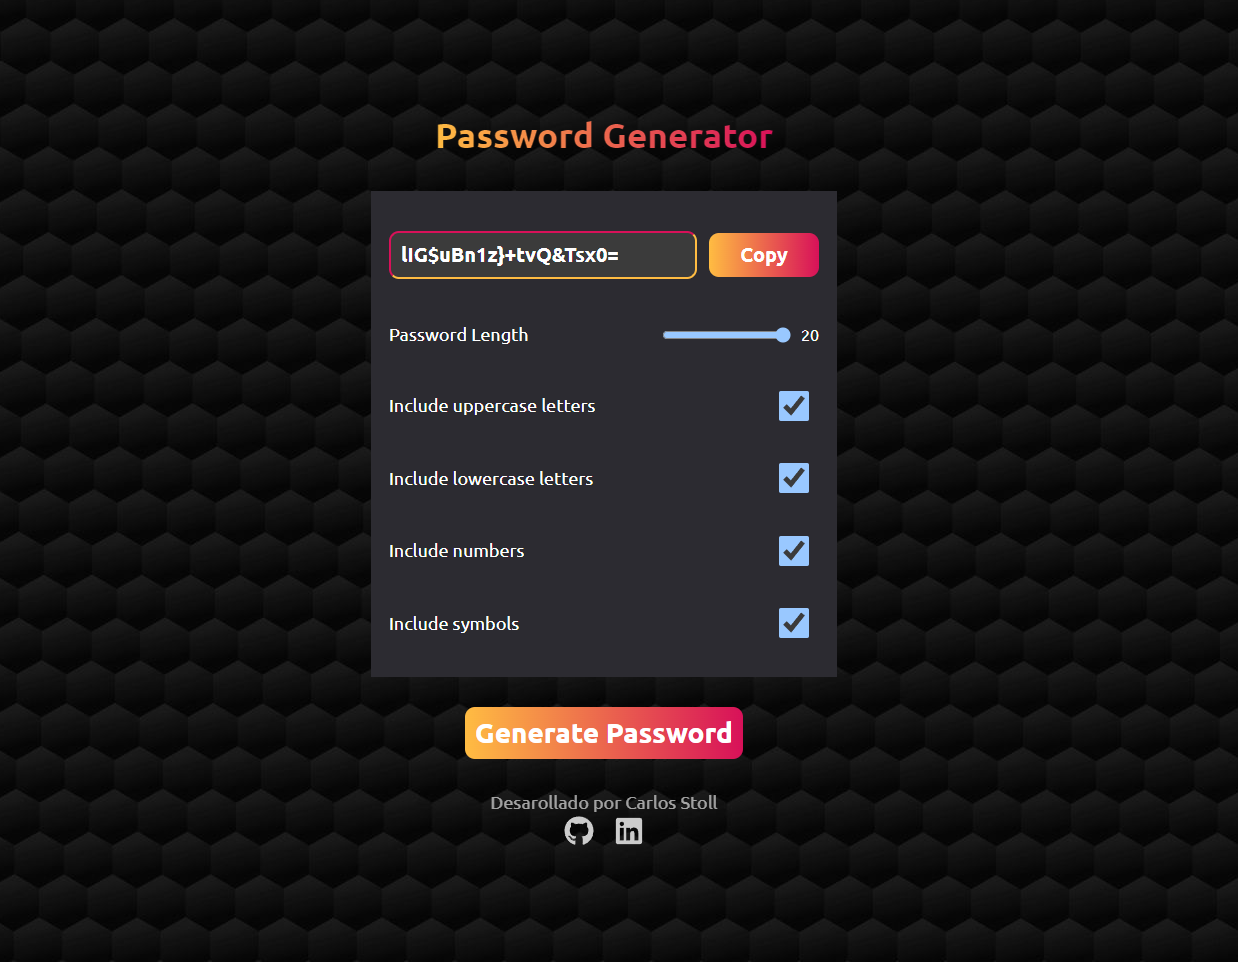 Password Generator
lIG$uBn1z}+tvQ&Tsx0=
Copy
Password Length
20
Include uppercase letters
Include lowercase letters
Include numbers
Include symbols
Generate Password
Desarollado por Carlos Stoll
in